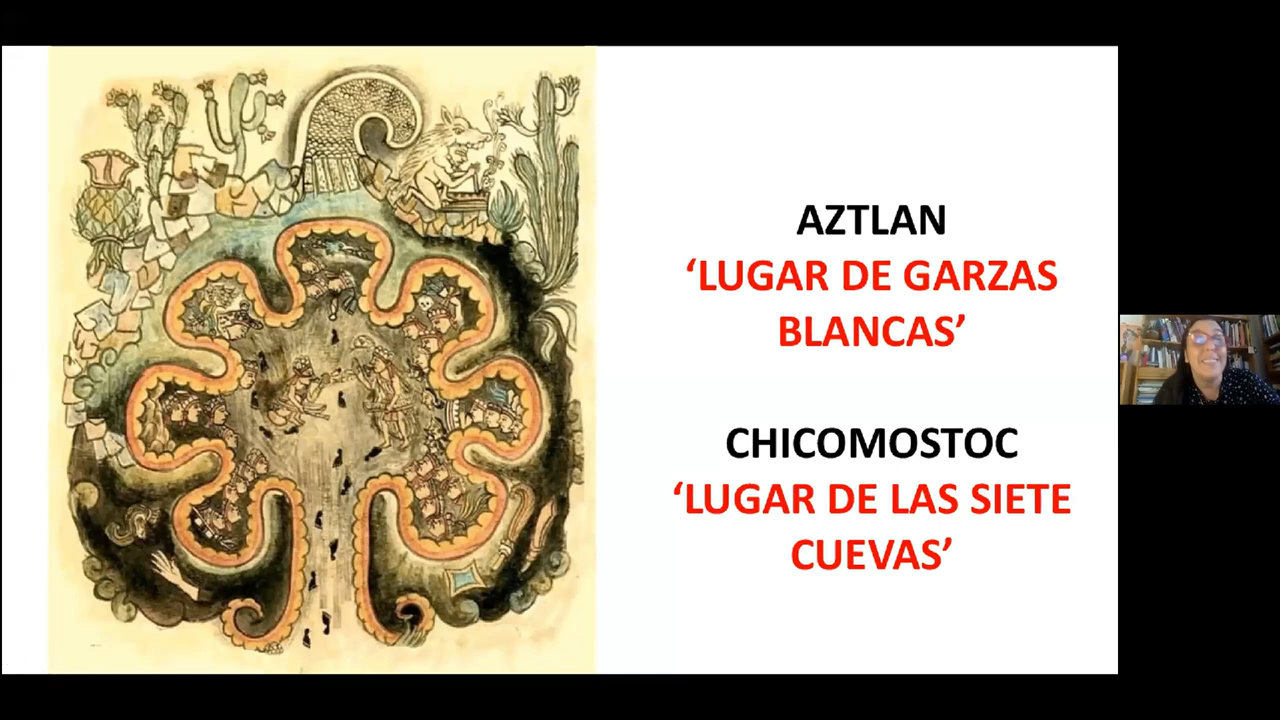 AZTLAN
‘LUGAR DE GARZAS
BLANCAS’
CHICOMOSTOC
‘LUGAR DE LAS SIETE
CUEVAS’